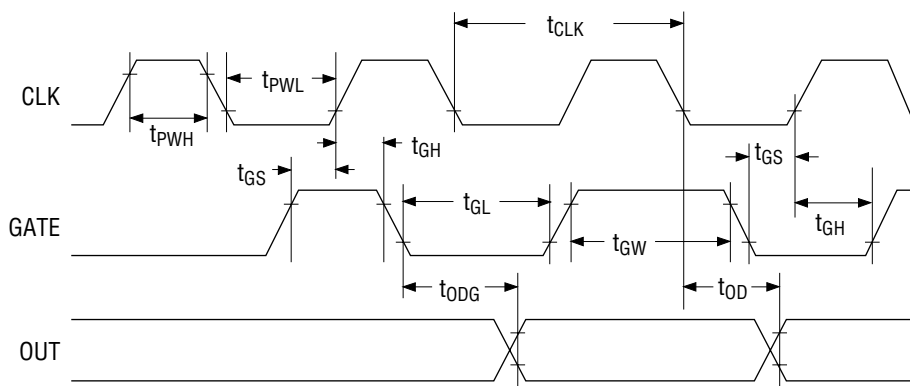 tCLK
CLK
tPWL
tPWH
tGH
tGS
tGS
GATE
tGL
tGW
tGH
tODG
tOD
OUT